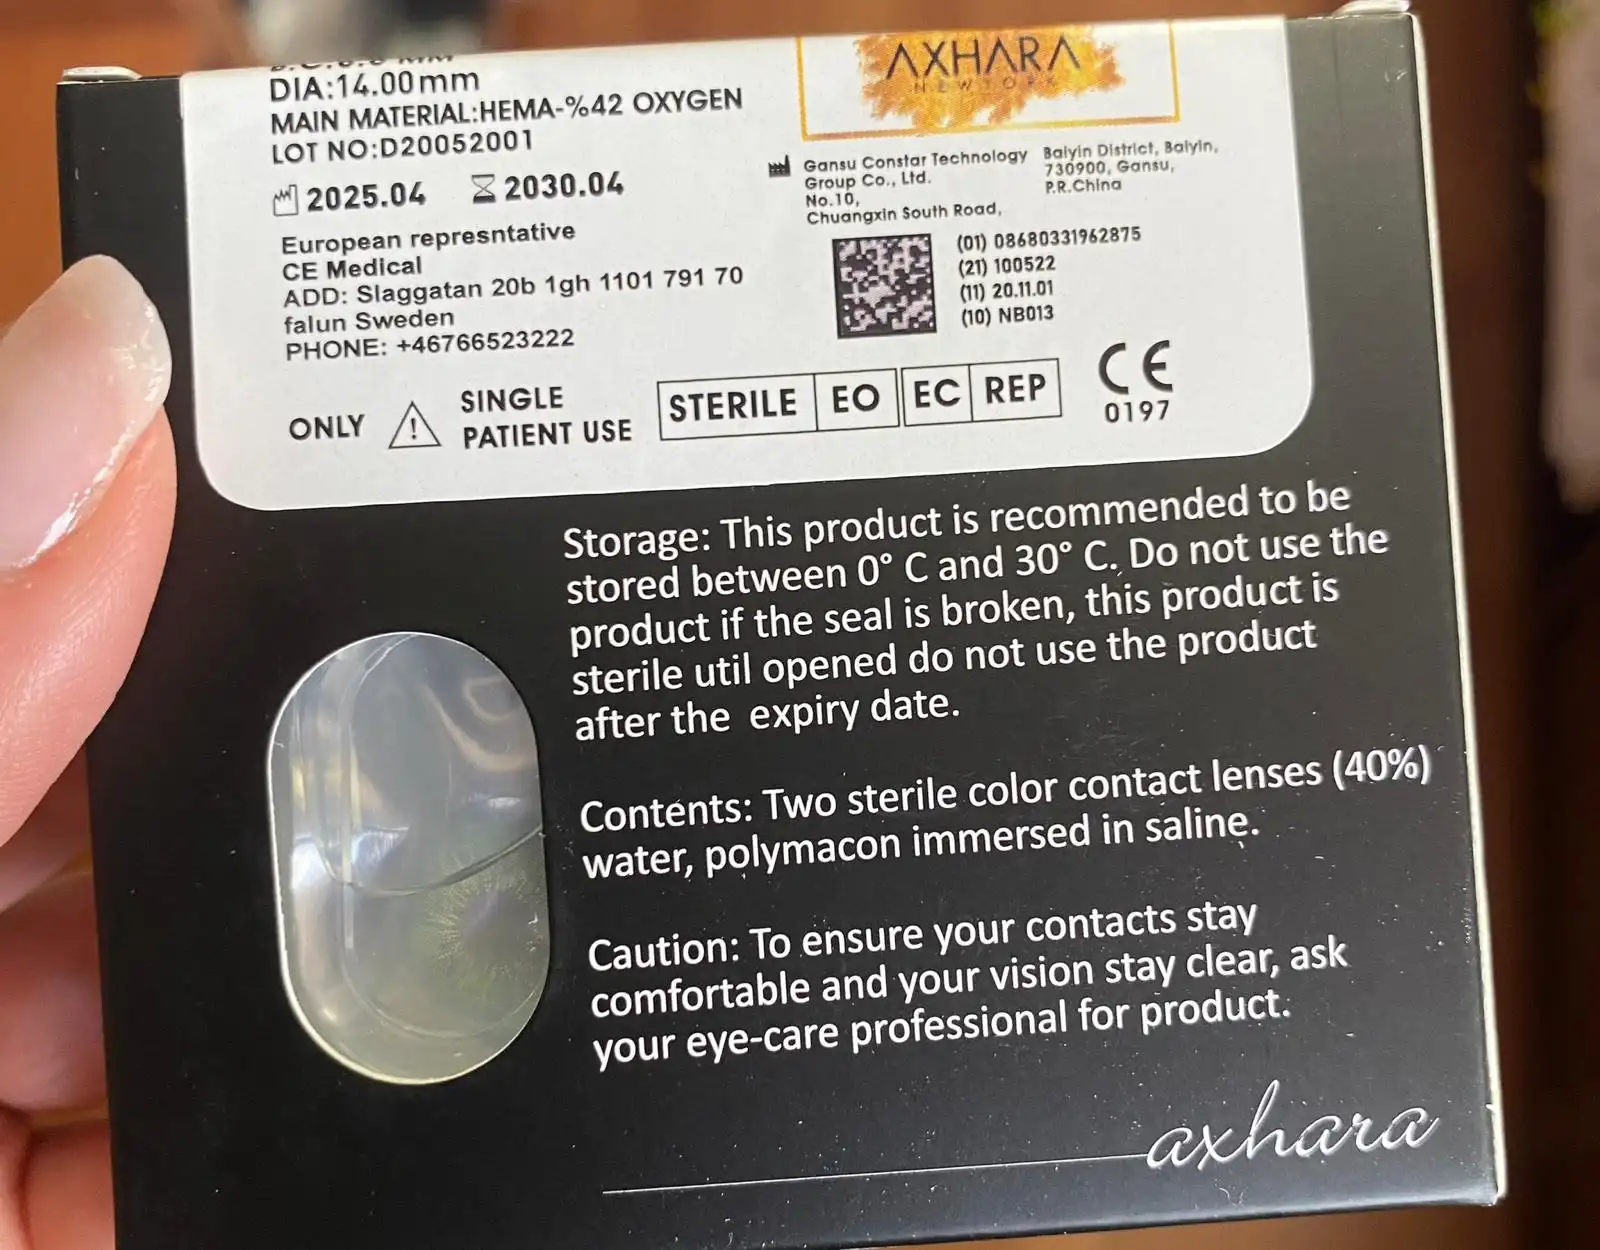 DIA:14.00mm
MAIN MATERIAL:HEMA-%42 OXYGEN
LOT NO:D20052001
2025.04 2030.04
European represntative
CE Medical
ADD: Slaggatan 20b 1gh 1101 791 70
falun Sweden
PHONE: +46766523222
AXHARA
NEWYORK
Gansu Constar Technology
Group Co., Ltd.
No.10,
Chuangxin South Road,
Baiyin District, Baiyin,
730900, Gansu,
P.R.China
(01) 08680331962875
(21) 100522
(11) 20.11.01
(10) NB013
ONLY
SINGLE
PATIENT USE
STERILE EO EC REP
CE
0197
Storage: This product is recommended to be
stored between 0° C and 30° C. Do not use the
product if the seal is broken, this product is
sterile util opened do not use the product
after the expiry date.
Contents: Two sterile color contact lenses (40%)
water, polymacon immersed in saline.
Caution: To ensure your contacts stay
comfortable and your vision stay clear, ask
your eye-care professional for product.
axhara